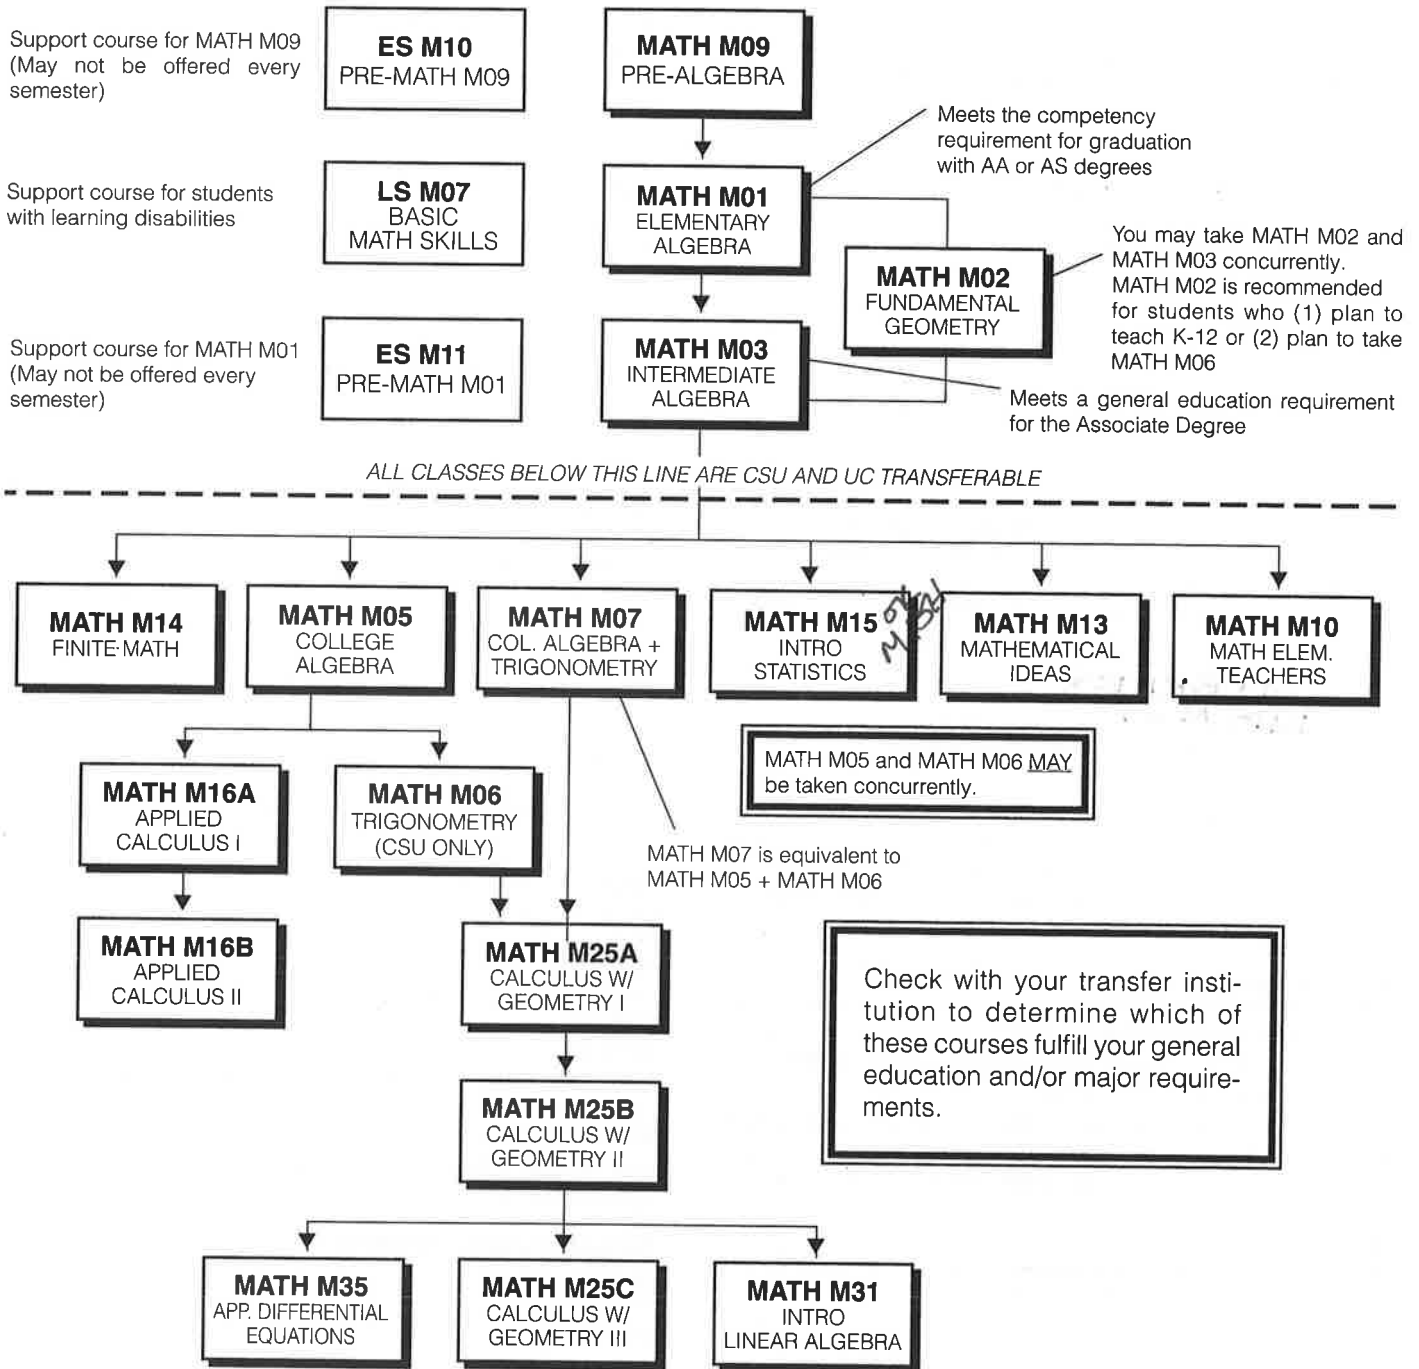 Support course for MATH M09
(May not be offered every
semester)
ES M10
PRE-MATH M09
MATH M09
PRE-ALGEBRA
Meets the competency
requirement for graduation
with AA or AS degrees
Support course for students
with learning disabilities
LS M07
BASIC
MATH SKILLS
MATH M01
ELEMENTARY
ALGEBRA
MATH M02
FUNDAMENTAL
GEOMETRY
You may take MATH M02 and
MATH M03 concurrently.
MATH M02 is recommended
for students who (1) plan to
teach K-12 or (2) plan to take
MATH M06
Support course for MATH M01
(May not be offered every
semester)
ES M11
PRE-MATH M01
MATH M03
INTERMEDIATE
ALGEBRA
Meets a general education requirement
for the Associate Degree
ALL CLASSES BELOW THIS LINE ARE CSU AND UC TRANSFERABLE
MATH M14
FINITE MATH
MATH M05
COLLEGE
ALGEBRA
MATH M07
COL. ALGEBRA +
TRIGONOMETRY
MATH M15
INTRO
STATISTICS
MATH M13
MATHEMATICAL
IDEAS
MATH M10
MATH ELEM.
TEACHERS
MATH M16A
APPLIED
CALCULUS I
MATH M06
TRIGONOMETRY
(CSU ONLY)
MATH M05 and MATH M06 MAY
be taken concurrently.
MATH M07 is equivalent to
MATH M05 + MATH M06
MATH M16B
APPLIED
CALCULUS II
MATH M25A
CALCULUS W/
GEOMETRY I
Check with your transfer insti-
tution to determine which of
these courses fulfill your general
education and/or major require-
ments.
MATH M25B
CALCULUS W/
GEOMETRY II
MATH M35
APP. DIFFERENTIAL
EQUATIONS
MATH M25C
CALCULUS W/
GEOMETRY III
MATH M31
INTRO
LINEAR ALGEBRA